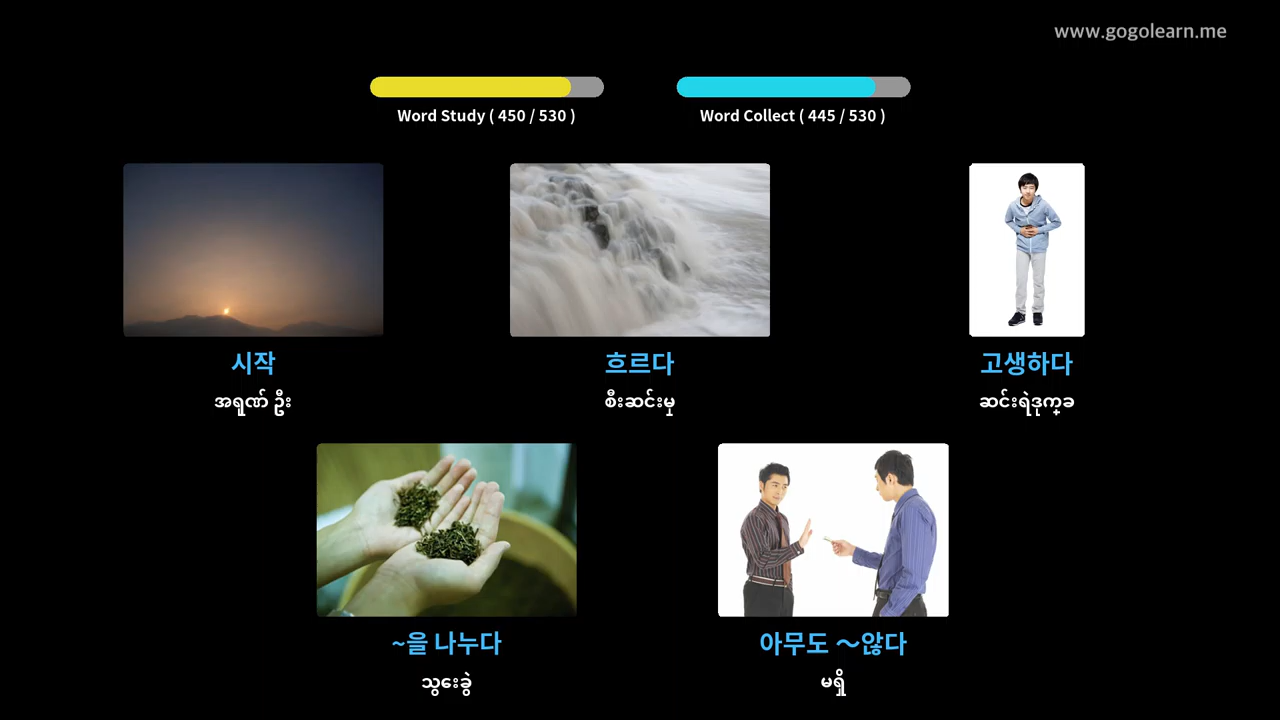 www.gogolearn.me
Word Study ( 450 / 530 )
Word Collect ( 445 / 530 )
시작
အရုဏ် ဦး
흐르다
စီးဆင်းမှု
고생하다
ဆင်းရဲဒုက္ခ
~을 나누다
သွေးခွဲ
아무도 ～않다
မရှိ